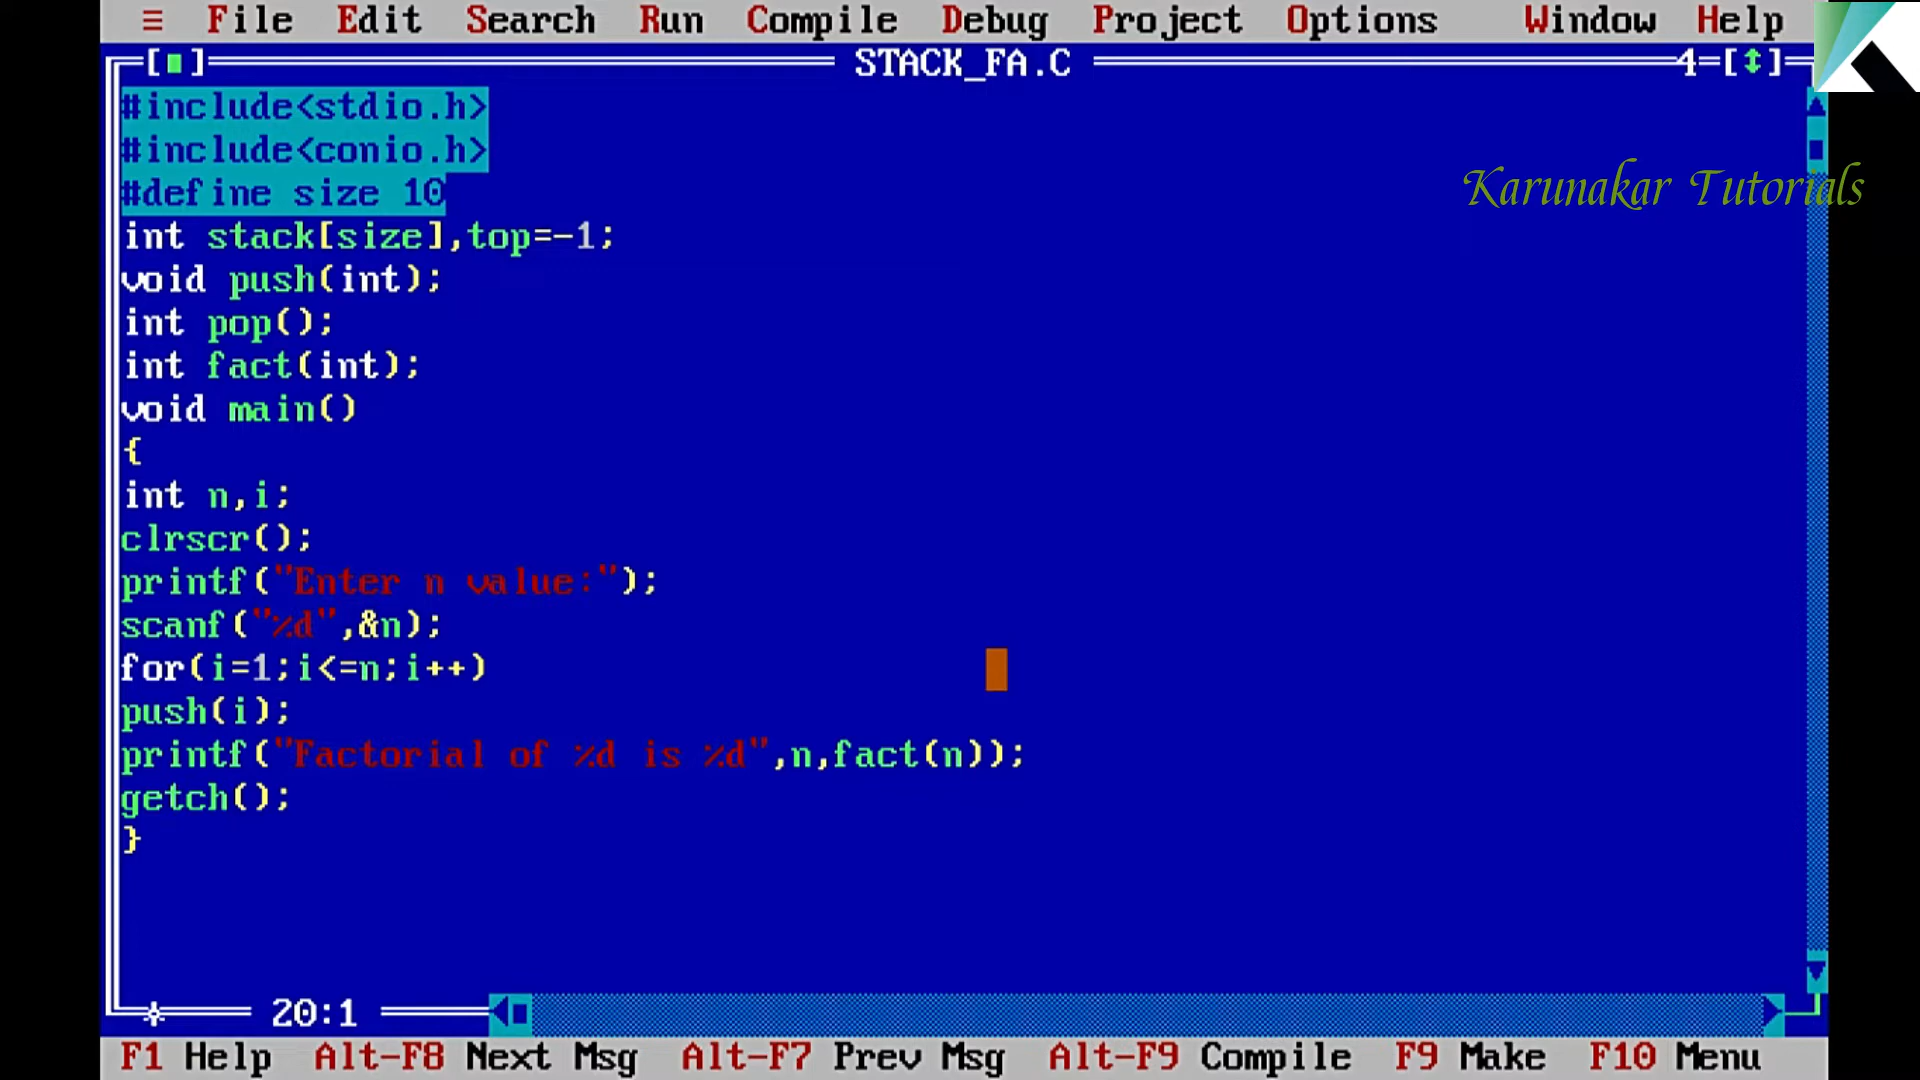 ≡ File Edit Search Run Compile Debug Project Options Window Help
[■] STACK_FA.C 4=[↕]
#include<stdio.h>
#include<conio.h>
#define size 10
Karunakar Tutorials
int stack[size],top=-1;
void push(int);
int pop();
int fact(int);
void main()
{
int n,i;
clrscr();
printf("Enter n value:");
scanf("%d",&n);
for(i=1;i<=n;i++)
push(i);
printf("Factorial of %d is %d",n,fact(n));
getch();
}
20:1
F1 Help Alt-F8 Next Msg Alt-F7 Prev Msg Alt-F9 Compile F9 Make F10 Menu